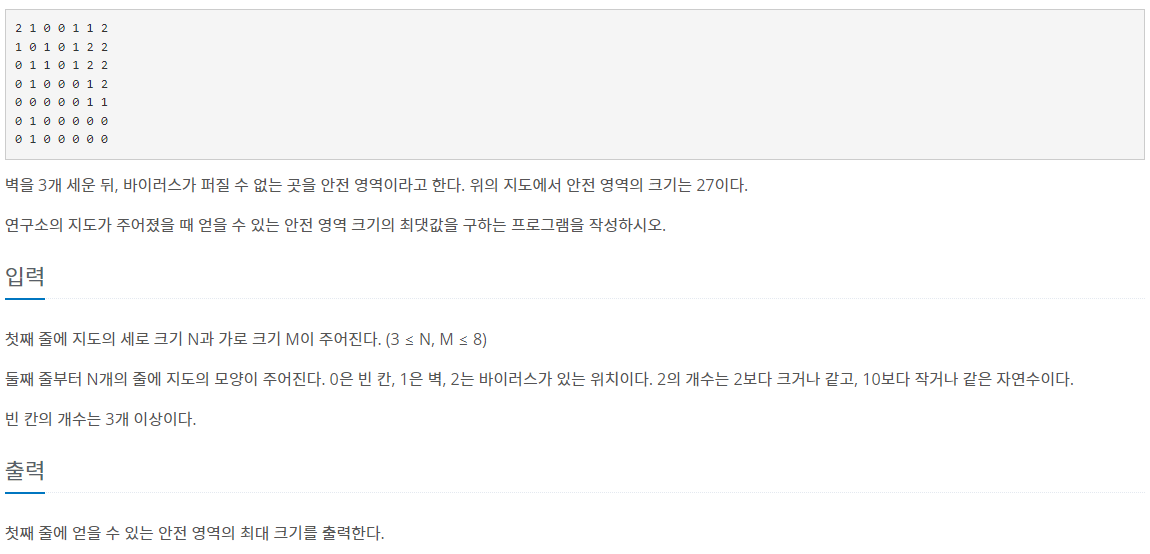 2 1 0 0 1 1 2
1 0 1 0 1 2 2
0 1 1 0 1 2 2
0 1 0 0 0 1 2
0 0 0 0 0 1 1
0 1 0 0 0 0 0
0 1 0 0 0 0 0
벽을 3개 세운 뒤, 바이러스가 퍼질 수 없는 곳을 안전 영역이라고 한다. 위의 지도에서 안전 영역의 크기는 27이다.
연구소의 지도가 주어졌을 때 얻을 수 있는 안전 영역 크기의 최댓값을 구하는 프로그램을 작성하시오.
입력
첫째 줄에 지도의 세로 크기 N과 가로 크기 M이 주어진다. (3 ≤ N, M ≤ 8)
둘째 줄부터 N개의 줄에 지도의 모양이 주어진다. 0은 빈 칸, 1은 벽, 2는 바이러스가 있는 위치이다. 2의 개수는 2보다 크거나 같고, 10보다 작거나 같은 자연수이다.
빈 칸의 개수는 3개 이상이다.
출력
첫째 줄에 얻을 수 있는 안전 영역의 최대 크기를 출력한다.